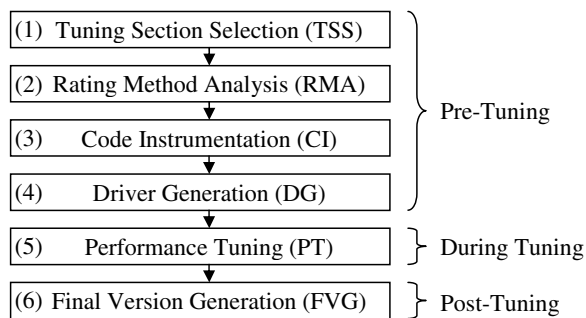 (1) Tuning Section Selection (TSS)
(2) Rating Method Analysis (RMA)
(3) Code Instrumentation (CI)
(4) Driver Generation (DG)
Pre-Tuning
(5) Performance Tuning (PT)
During Tuning
(6) Final Version Generation (FVG)
Post-Tuning